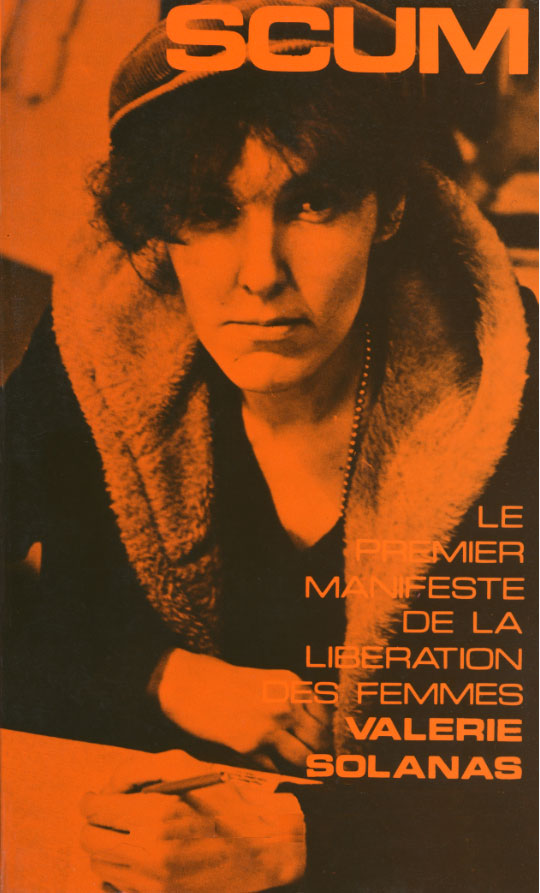 SCUM
LE
PREMIER
MANIFESTE
DE LA
LIBERATION
DES FEMMES
VALERIE
SOLANAS